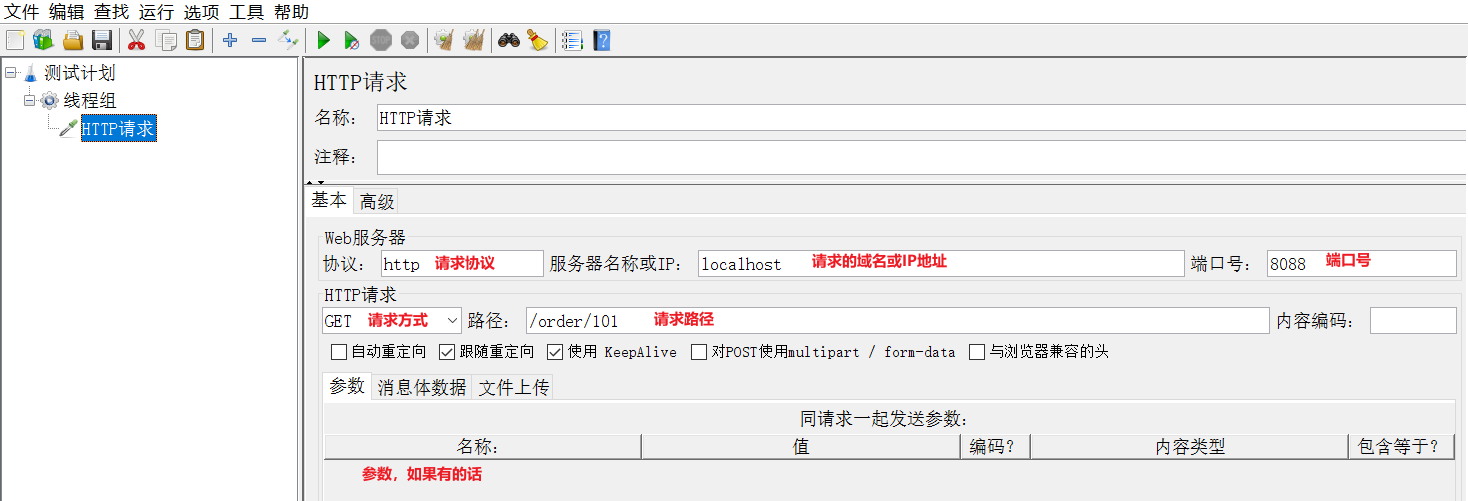 文件 编辑 查找 运行 选项 工具 帮助
STOP
测试计划
线程组
HTTP请求
HTTP请求
名称： HTTP请求
注释：
基本 高级
Web服务器
协议： http 请求协议 服务器名称或IP： localhost 请求的域名或IP地址 端口号： 8088 端口号
HTTP请求
GET 请求方式 路径： /order/101 请求路径 内容编码：
自动重定向 跟随重定向 使用 KeepAlive 对POST使用multipart / form-data 与浏览器兼容的头
参数 消息体数据 文件上传
同请求一起发送参数：
名称： 值 编码？ 内容类型 包含等于？
参数，如果有的话